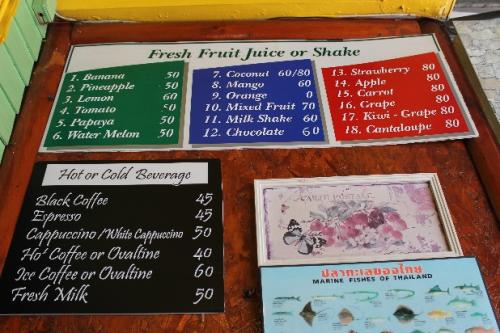 Fresh Fruit Juice or Shake
1. Banana 50
2. Pineapple 50
3. Lemon 60
4. Tomato 50
5. Papaya 50
6. Water Melon 50
7. Coconut 60/80
8. Mango 60
9. Orange 0
10. Mixed Fruit 70
11. Milk Shake 60
12. Chocolate 60
13. Strawberry 80
14. Apple 80
15. Carrot 80
16. Grape 80
17. Kiwi - Grape 80
18. Cantaloupe 80
Hot or Cold Beverage
Black Coffee 45
Espresso 45
Cappuccino /White Cappuccino 50
Ho' Coffee or Ovaltine 40
Ice Coffee or Ovaltine 60
Fresh Milk 50
CARTE POSTALE
ปลาทะเลของไทย
MARINE FISHES OF THAILAND